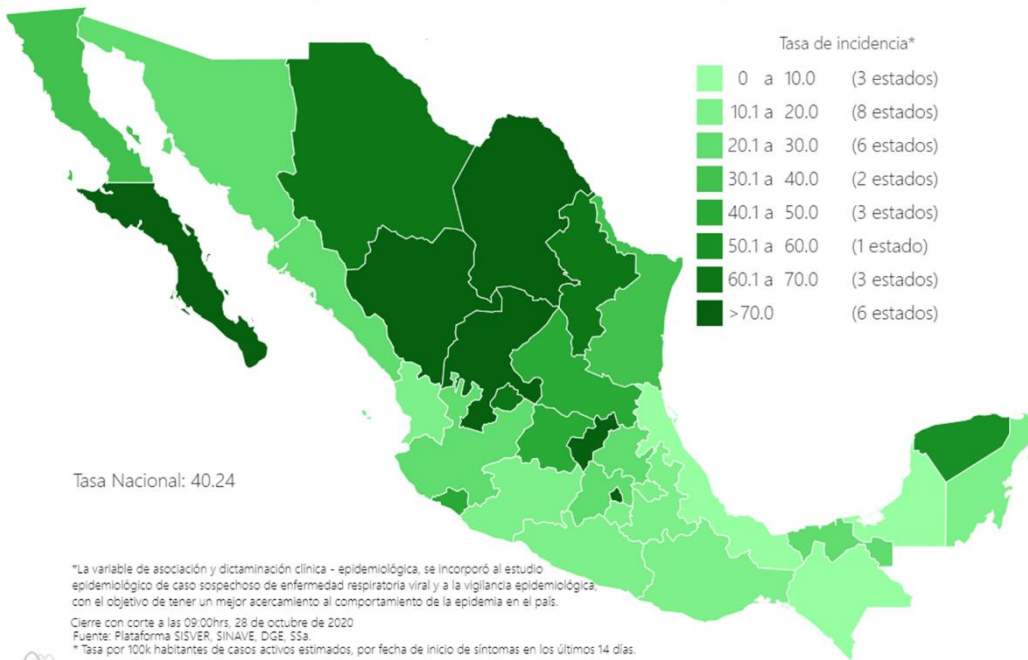 Tasa de incidencia*
0 a 10.0 (3 estados)
10.1 a 20.0 (8 estados)
20.1 a 30.0 (6 estados)
30.1 a 40.0 (2 estados)
40.1 a 50.0 (3 estados)
50.1 a 60.0 (1 estado)
60.1 a 70.0 (3 estados)
>70.0 (6 estados)
Tasa Nacional: 40.24
*La variable de asociación y dictaminación clínica - epidemiológica, se incorporó al estudio
epidemiológico de caso sospechoso de enfermedad respiratoria viral y a la vigilancia epidemiológica,
con el objetivo de tener un mejor acercamiento al comportamiento de la epidemia en el país.
Cierre con corte a las 09:00hrs, 28 de octubre de 2020
Fuente: Plataforma SISVER, SINAVE, DGE, SSa.
* Tasa por 100k habitantes de casos activos estimados, por fecha de inicio de síntomas en los últimos 14 días.